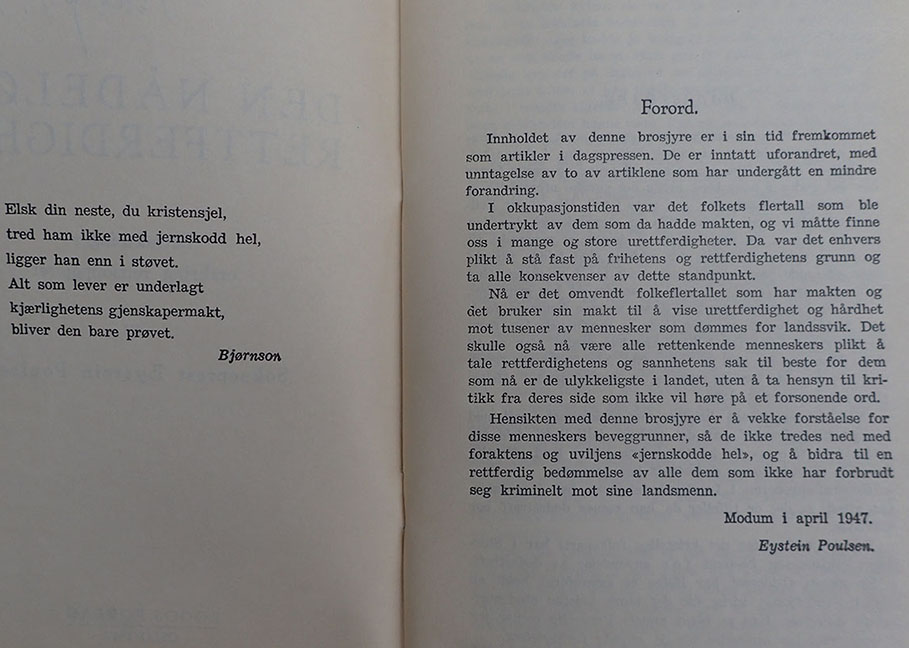 Elsk din neste, du kristensjel,
tred ham ikke med jernskodd hel,
ligger han enn i støvet.
Alt som lever er underlagt
kjærlighetens gjenskapermakt,
bliver den bare prøvet.
Bjørnson
Forord.
Innholdet av denne brosjyre er i sin tid fremkommet
som artikler i dagspressen. De er inntatt uforandret, med
unntagelse av to av artiklene som har undergått en mindre
forandring.
I okkupasjonstiden var det folkets flertall som ble
undertrykt av dem som da hadde makten, og vi måtte finne
oss i mange og store urettferdigheter. Da var det enhvers
plikt å stå fast på frihetens og rettferdighetens grunn og
ta alle konsekvenser av dette standpunkt.
Nå er det omvendt folkeflertallet som har makten og
det bruker sin makt til å vise urettferdighet og hårdhet
mot tusener av mennesker som dømmes for landssvik. Det
skulle også nå være alle rettenkende menneskers plikt å
tale rettferdighetens og sannhetens sak til beste for dem
som nå er de ulykkeligste i landet, uten å ta hensyn til kri-
tikk fra deres side som ikke vil høre på et forsonende ord.
Hensikten med denne brosjyre er å vekke forståelse for
disse menneskers beveggrunner, så de ikke tredes ned med
foraktens og uviljens «jernskodde hel», og å bidra til en
rettferdig bedømmelse av alle dem som ikke har forbrudt
seg kriminelt mot sine landsmenn.
Modum i april 1947.
Eystein Poulsen.